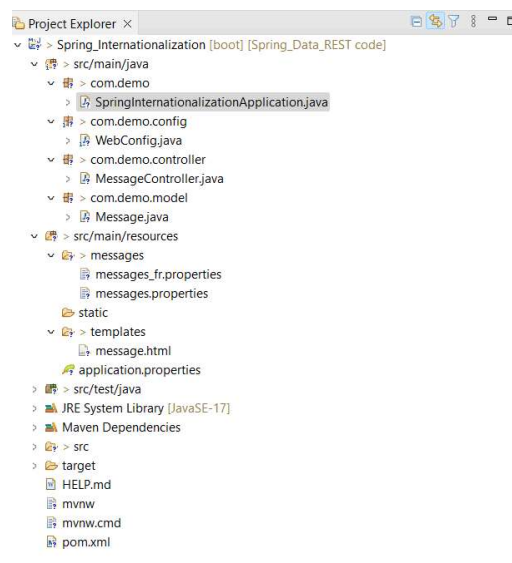 Project Explorer ×
> Spring_Internationalization [boot] [Spring_Data_REST code]
> src/main/java
> com.demo
> SpringInternationalizationApplication.java
> com.demo.config
> WebConfig.java
> com.demo.controller
> MessageController.java
> com.demo.model
> Message.java
> src/main/resources
> messages
messages_fr.properties
messages.properties
static
> templates
message.html
application.properties
> src/test/java
JRE System Library [JavaSE-17]
Maven Dependencies
> src
target
HELP.md
mvnw
mvnw.cmd
pom.xml